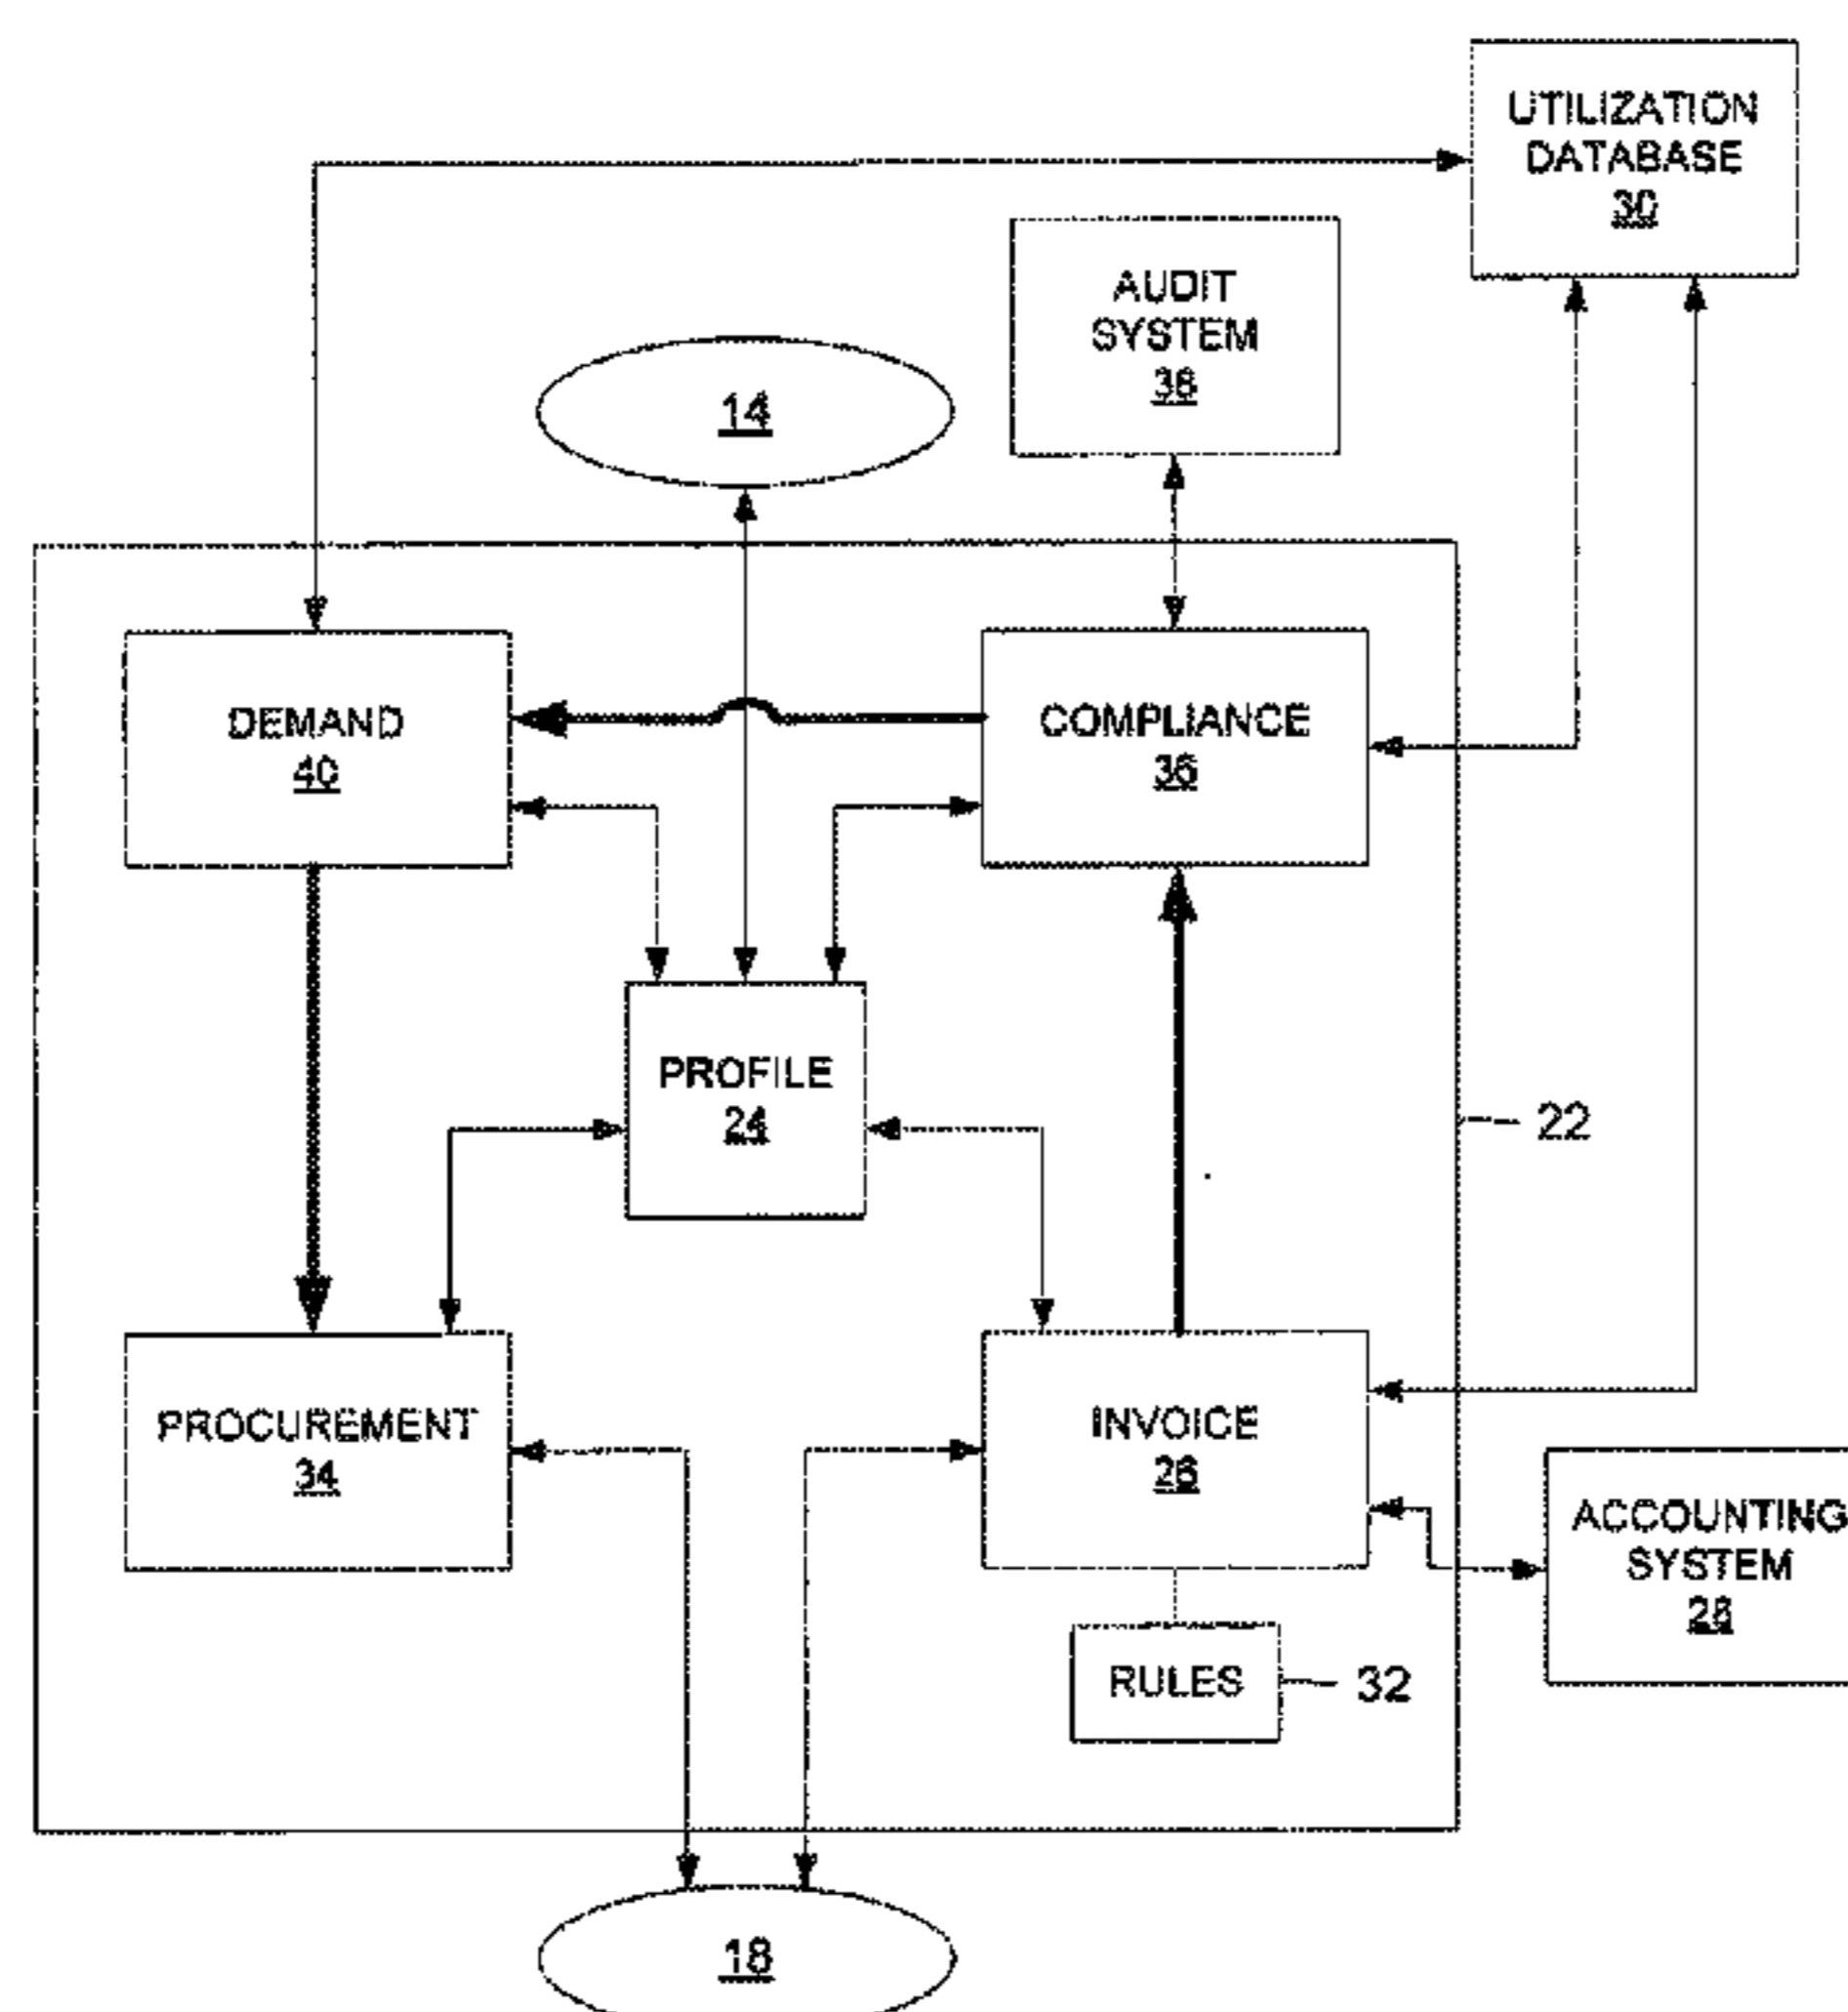 UTILIZATION
DATABASE
30
AUDIT
SYSTEM
14
DEMAND
40
COMPLIANCE
36
PROFILE
24
22
PROCUREMENT
34
INVOICE
26
ACCOUNTING
SYSTEM
28
RULES
32
18